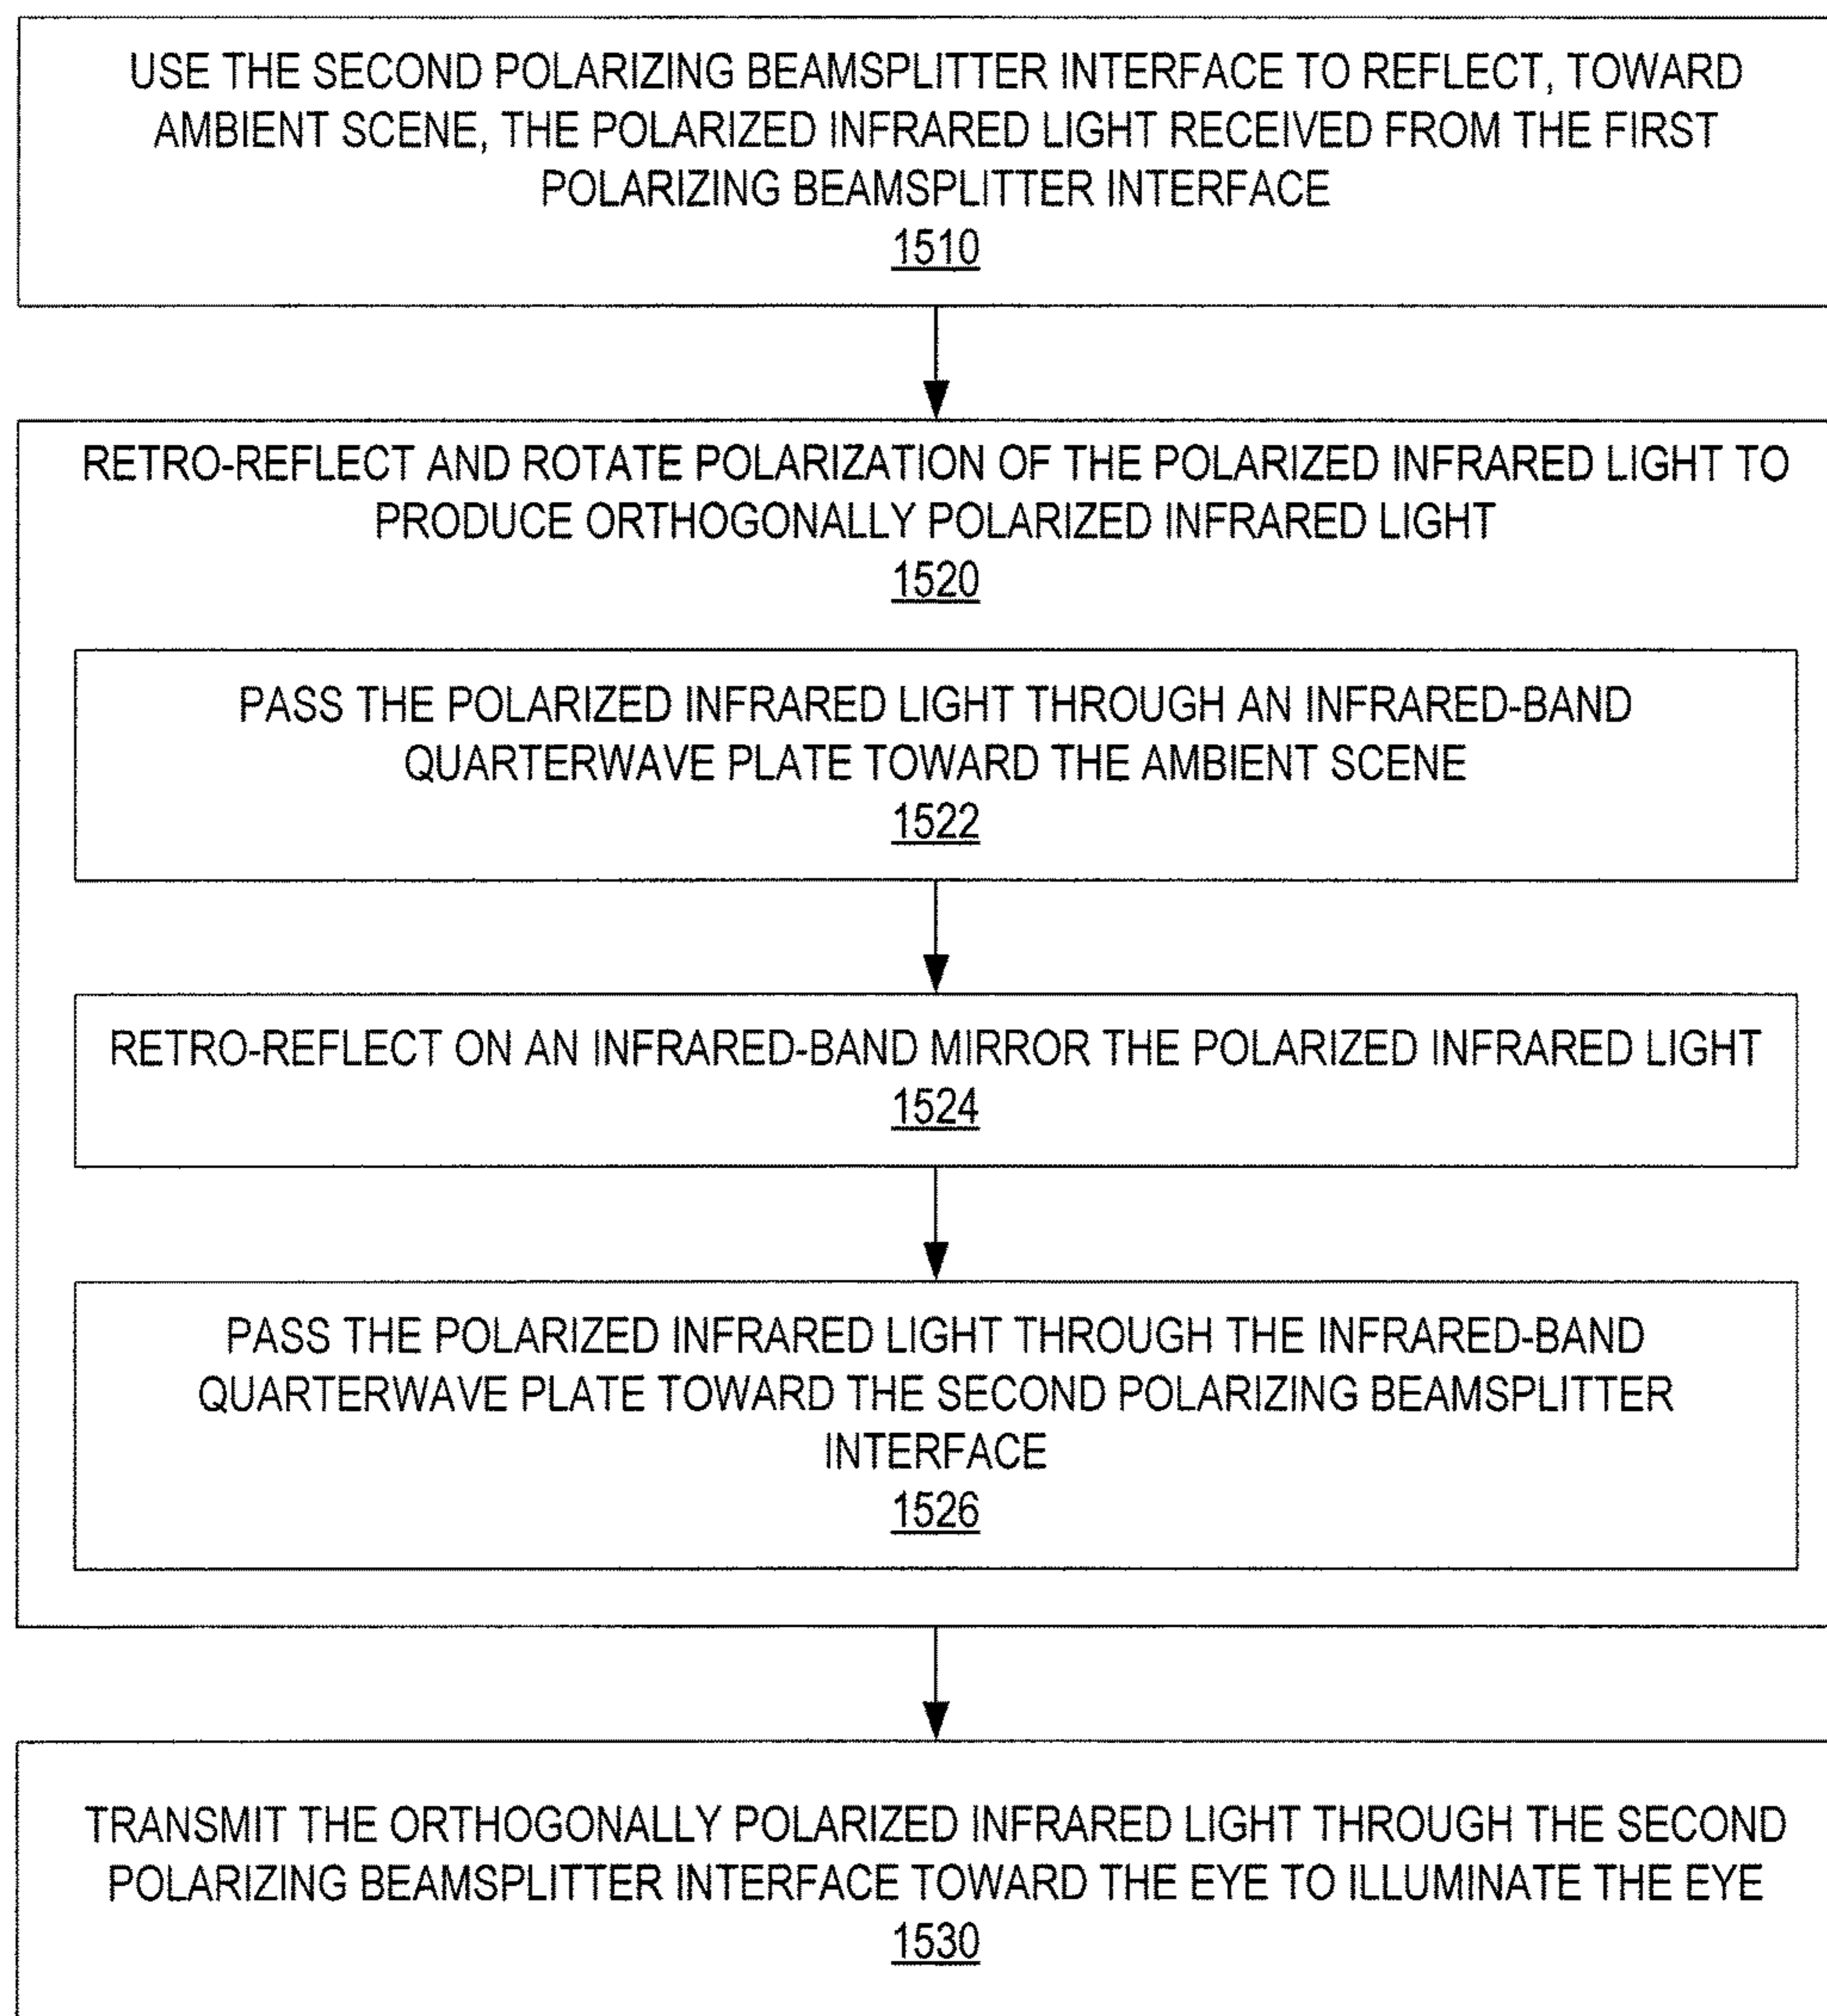 USE THE SECOND POLARIZING BEAMSPLITTER INTERFACE TO REFLECT, TOWARD
AMBIENT SCENE, THE POLARIZED INFRARED LIGHT RECEIVED FROM THE FIRST
POLARIZING BEAMSPLITTER INTERFACE
1510
RETRO-REFLECT AND ROTATE POLARIZATION OF THE POLARIZED INFRARED LIGHT TO
PRODUCE ORTHOGONALLY POLARIZED INFRARED LIGHT
1520
PASS THE POLARIZED INFRARED LIGHT THROUGH AN INFRARED-BAND
QUARTERWAVE PLATE TOWARD THE AMBIENT SCENE
1522
RETRO-REFLECT ON AN INFRARED-BAND MIRROR THE POLARIZED INFRARED LIGHT
1524
PASS THE POLARIZED INFRARED LIGHT THROUGH THE INFRARED-BAND
QUARTERWAVE PLATE TOWARD THE SECOND POLARIZING BEAMSPLITTER
INTERFACE
1526
TRANSMIT THE ORTHOGONALLY POLARIZED INFRARED LIGHT THROUGH THE SECOND
POLARIZING BEAMSPLITTER INTERFACE TOWARD THE EYE TO ILLUMINATE THE EYE
1530